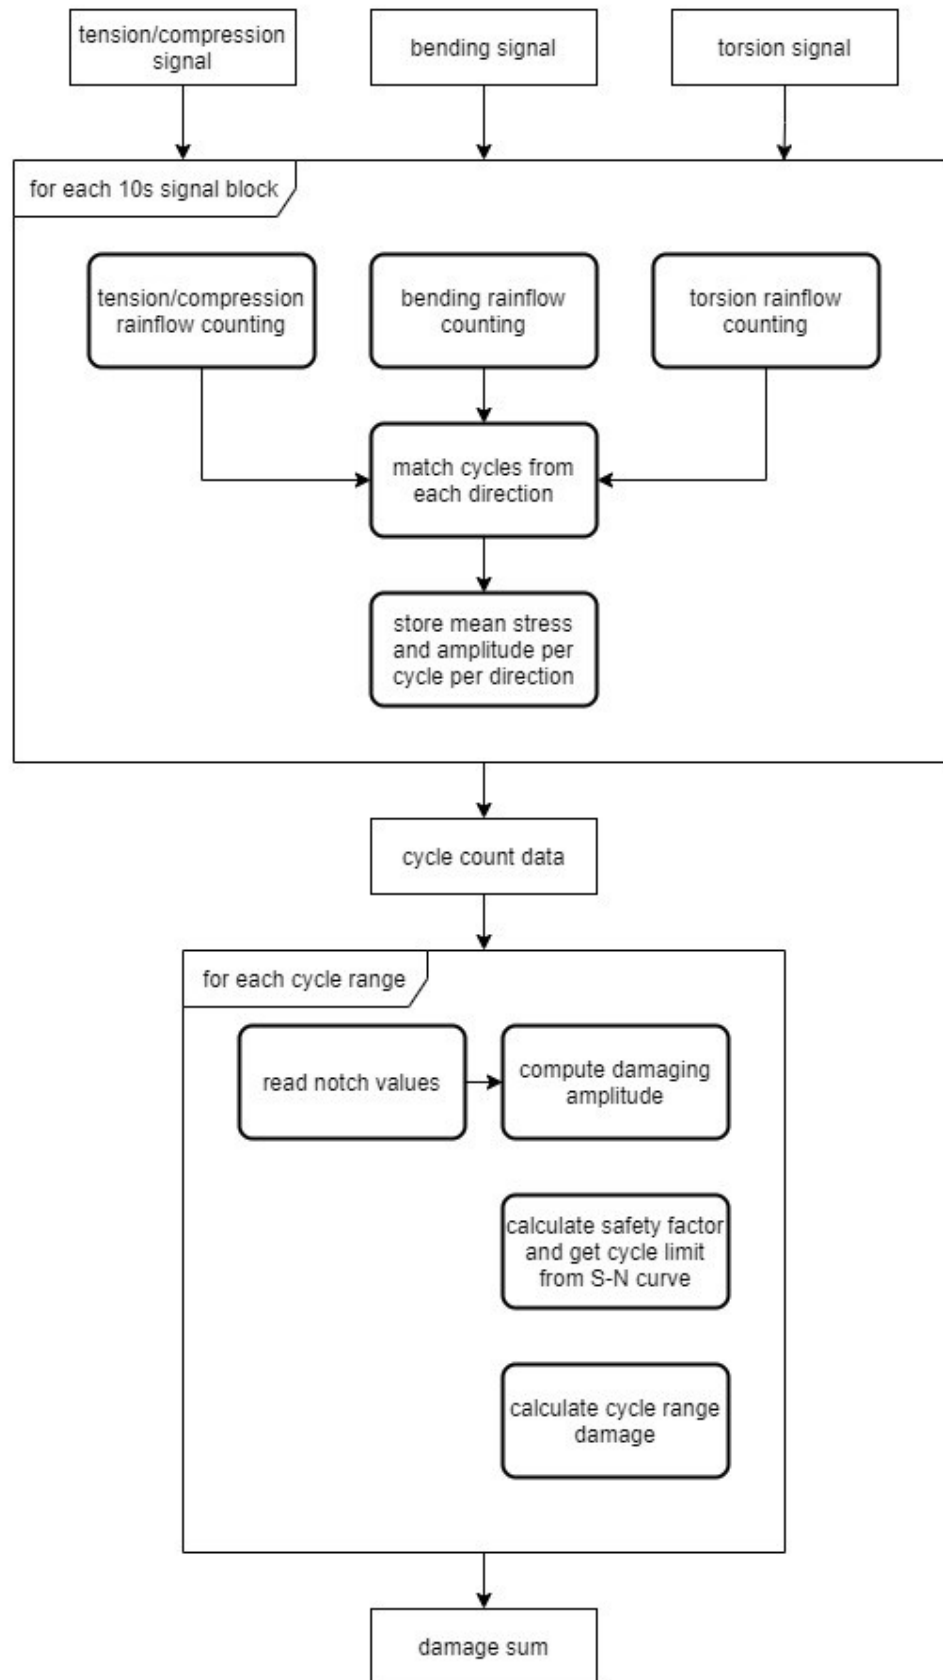 tension/compression
signal
bending signal
torsion signal
for each 10s signal block
tension/compression
rainflow counting
bending rainflow
counting
torsion rainflow
counting
match cycles from
each direction
store mean stress
and amplitude per
cycle per direction
cycle count data
for each cycle range
read notch values
compute damaging
amplitude
calculate safety factor
and get cycle limit
from S-N curve
calculate cycle range
damage
damage sum